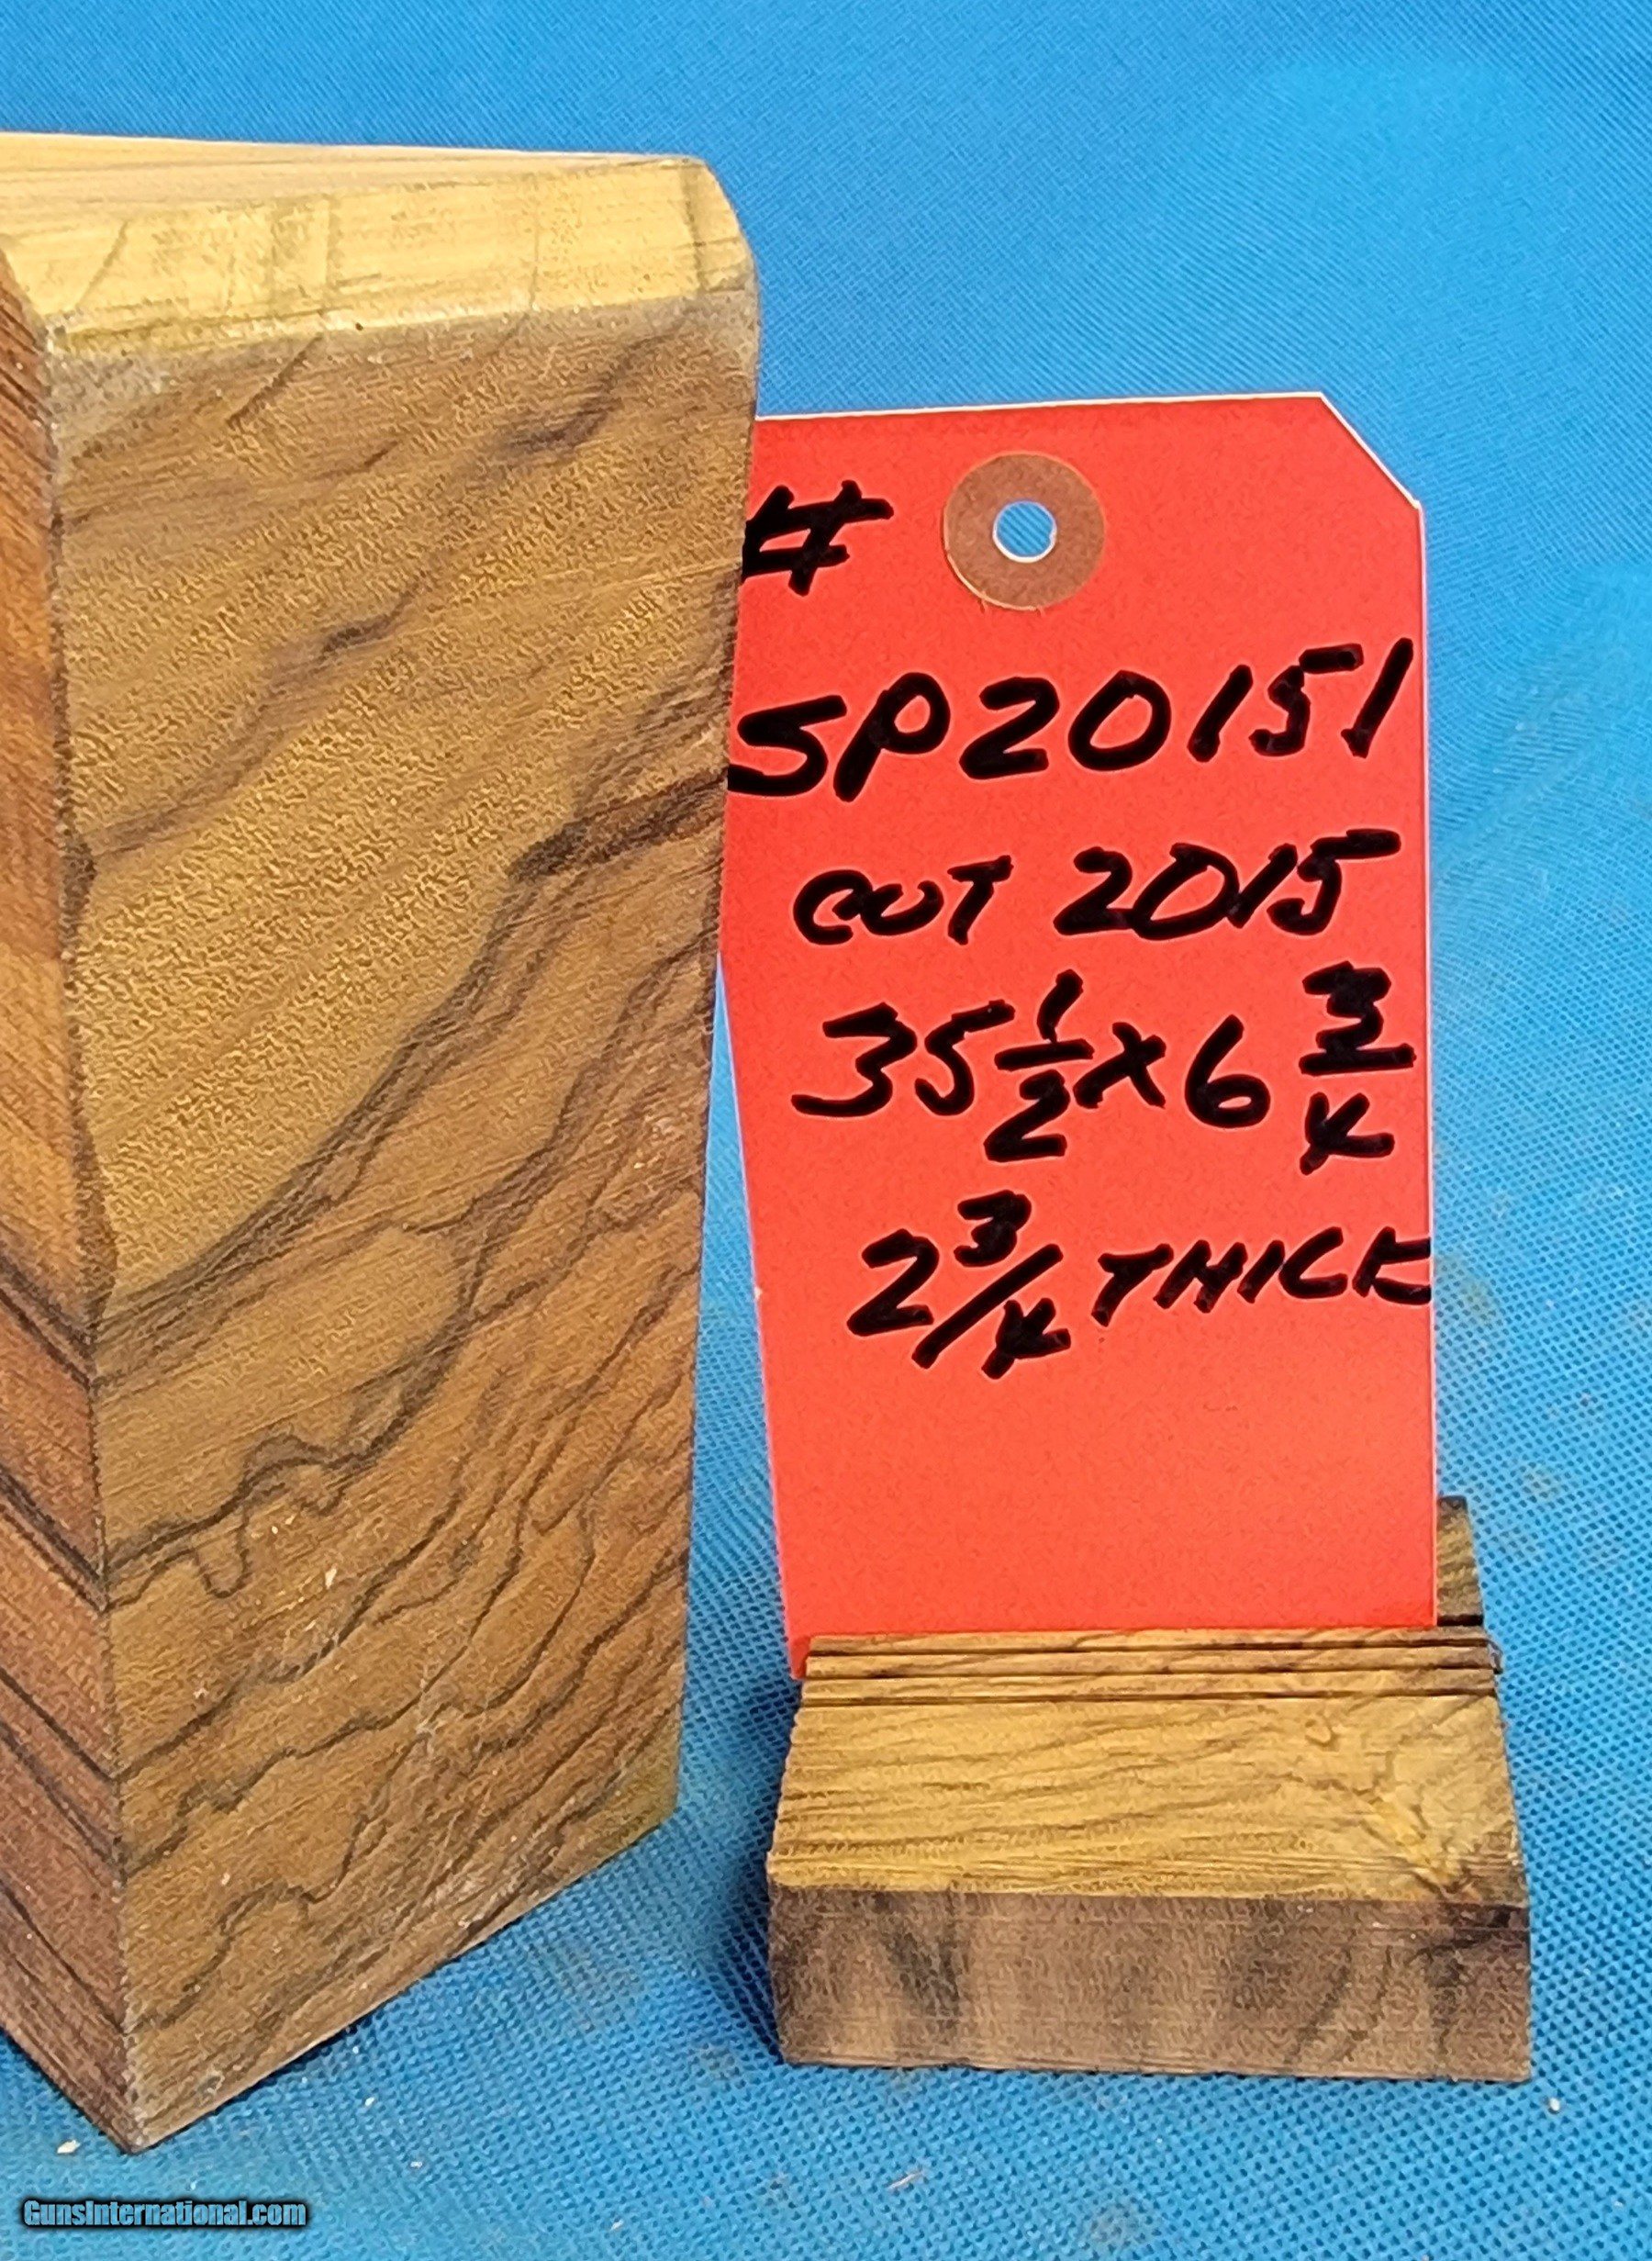 #
SP20151
CUT 2015
35 1/2 x 6 3/4
2 3/4 THICK
GunsInternational.com